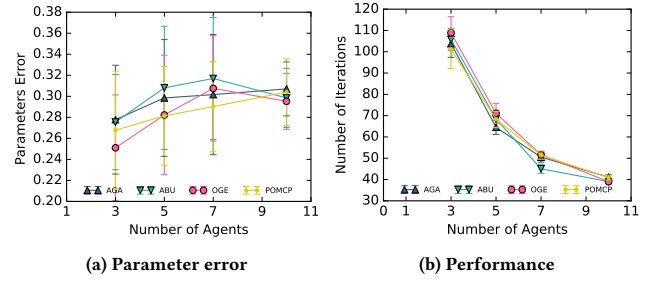 0.38
0.36
0.34
0.32
0.30
0.28
0.26
0.24
0.22
0.20
Parameters Error
AGA ABU OGE POMCP
1 3 5 7 9 11
Number of Agents
(a) Parameter error
120
110
100
90
80
70
60
50
40
30
Number of Iterations
AGA ABU OGE POMCP
0 1 3 5 7 9 11
Number of Agents
(b) Performance